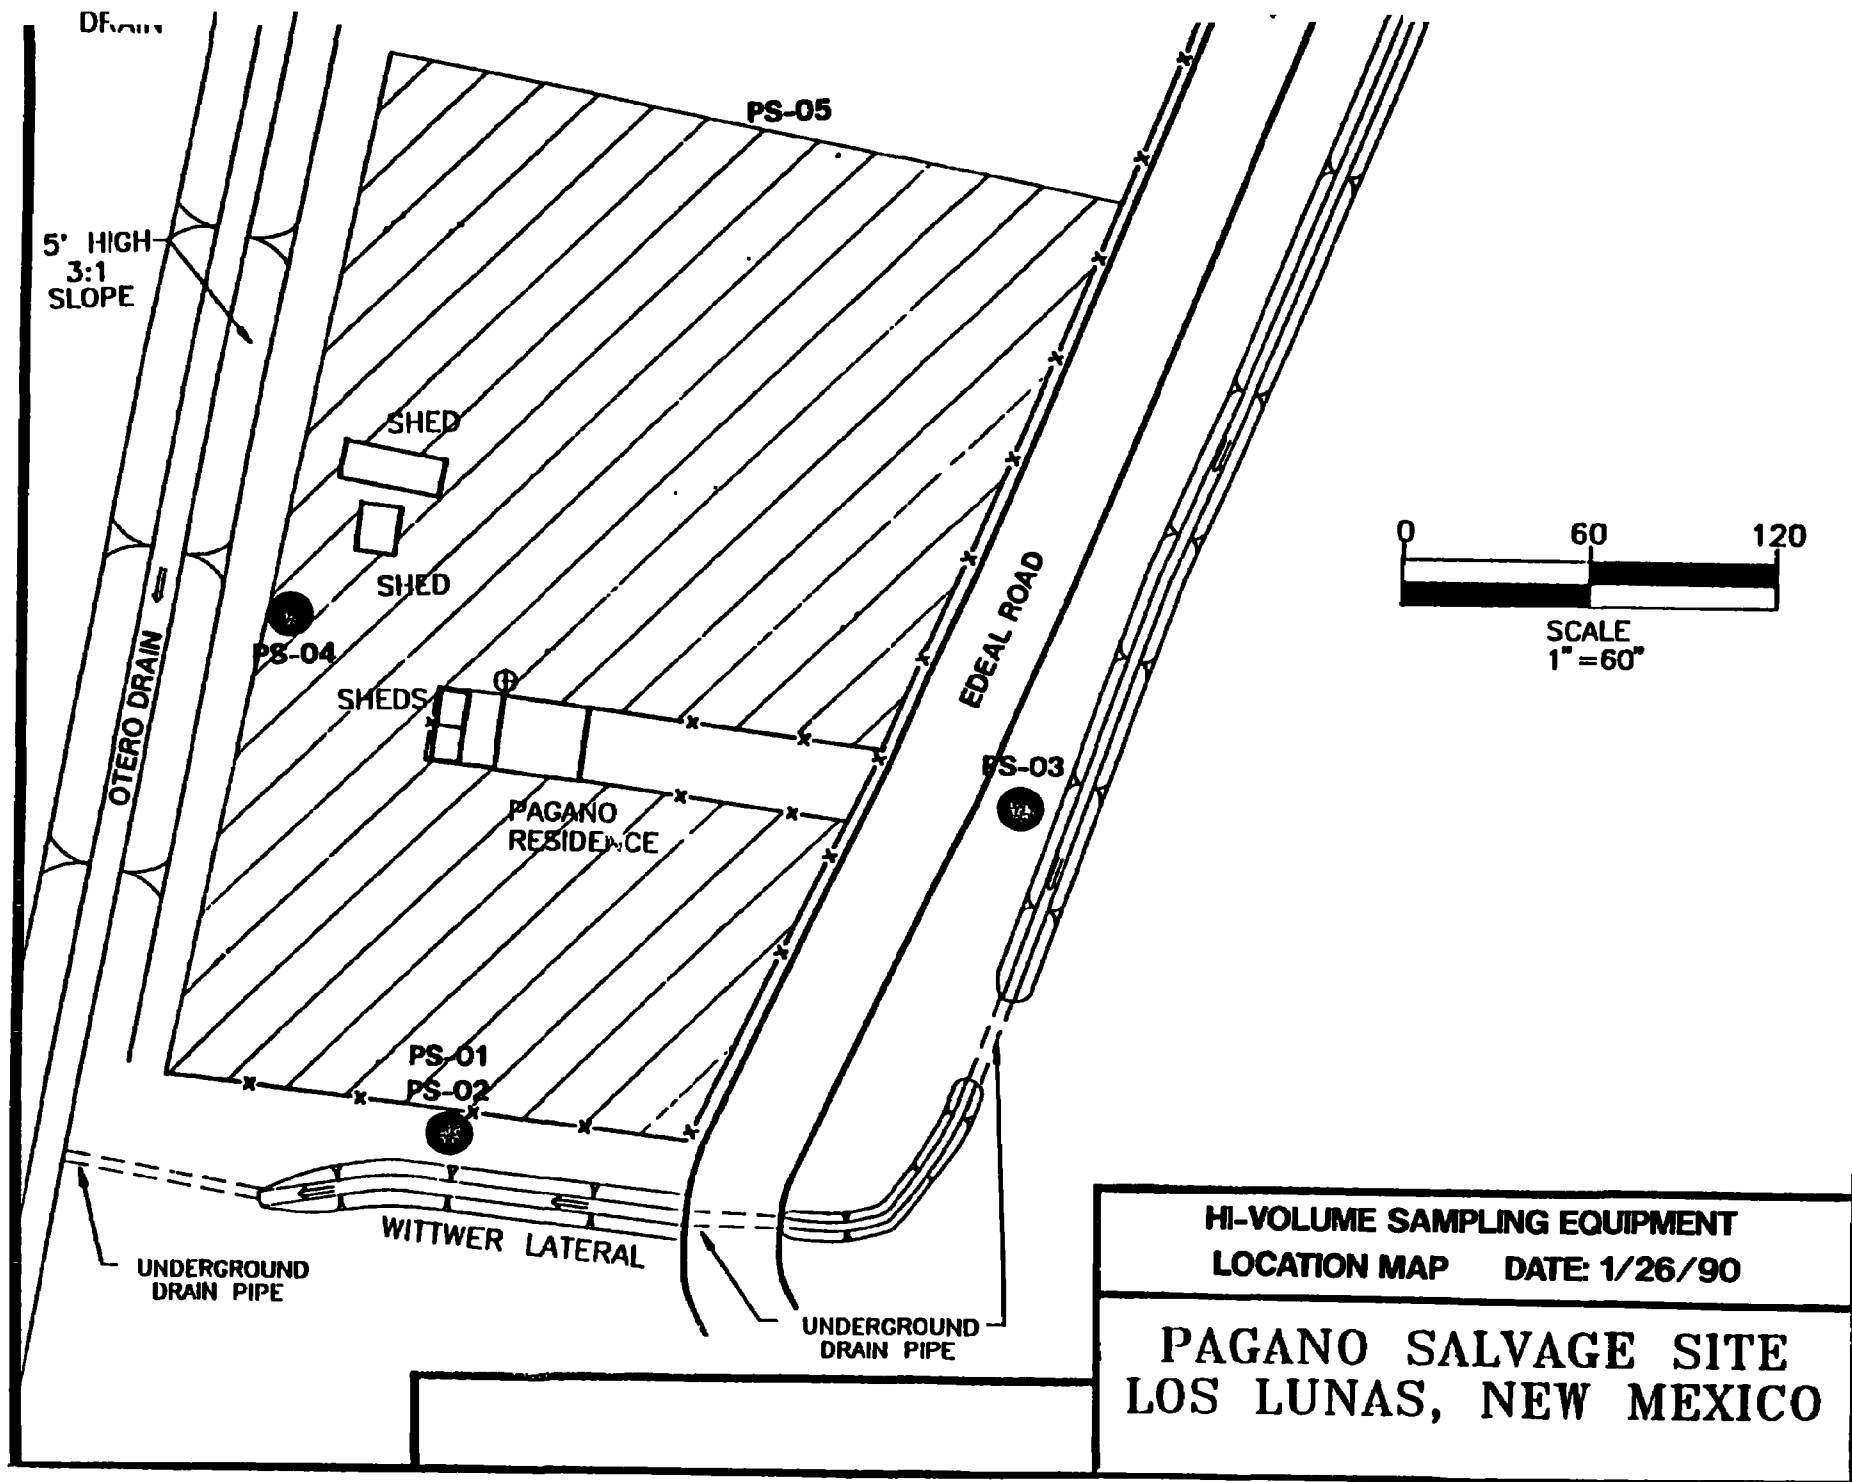 DRAIN
PS-05
5' HIGH
3:1
SLOPE
SHED
SHED
PS-04
SHEDS
OTERO DRAIN
EDEAL ROAD
0 60 120
SCALE
1"=60"
PS-03
PAGANO
RESIDENCE
PS-01
PS-02
WITTWER LATERAL
UNDERGROUND
DRAIN PIPE
UNDERGROUND
DRAIN PIPE
HI-VOLUME SAMPLING EQUIPMENT
LOCATION MAP DATE: 1/26/90
PAGANO SALVAGE SITE
LOS LUNAS, NEW MEXICO